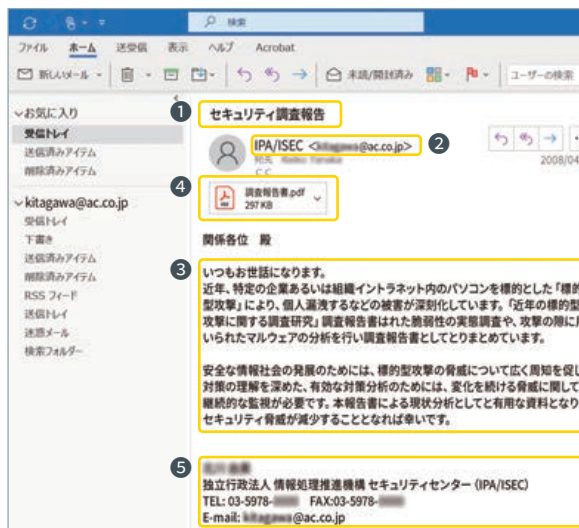 検索
ファイル ホーム 送受信 表示 ヘルプ Acrobat
新しいメール 未読/開封済み ユーザーの検索
お気に入り
受信トレイ
送信済みアイテム
削除済みアイテム
kitagawa@ac.co.jp
受信トレイ
下書き
送信済みアイテム
削除済みアイテム
RSS フィード
送信トレイ
迷惑メール
検索フォルダー
1 セキュリティ調査報告
IPA/ISEC <kitagawa@ac.co.jp> 2
宛先
C C
2008/04
4 調査報告書.pdf
297 KB
関係各位 殿
3 いつもお世話になります。
近年、特定の企業あるいは組織イントラネット内のパソコンを標的とした「標的
型攻撃」により、個人漏洩するなどの被害が深刻化しています。「近年の標的型
攻撃に関する調査研究」調査報告書はれた脆弱性の実態調査や、攻撃の際に用
いられたマルウェアの分析を行い調査報告書としてとりまとめています。
安全な情報社会の発展のためには、標的型攻撃の脅威について広く周知を促し
対策の理解を深めた、有効な対策分析のためには、変化を続ける脅威に関して
継続的な監視が必要です。本報告書による現状分析としてと有用な資料となり
セキュリティ脅威が減少することとなれば幸いです。
5
独立行政法人 情報処理推進機構 セキュリティセンター (IPA/ISEC)
TEL: 03-5978- FAX:03-5978-
E-mail: kitagawa@ac.co.jp